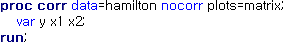 proc corr data=hamilton nocorr plots=matrix;
var y x1 x2;
run;